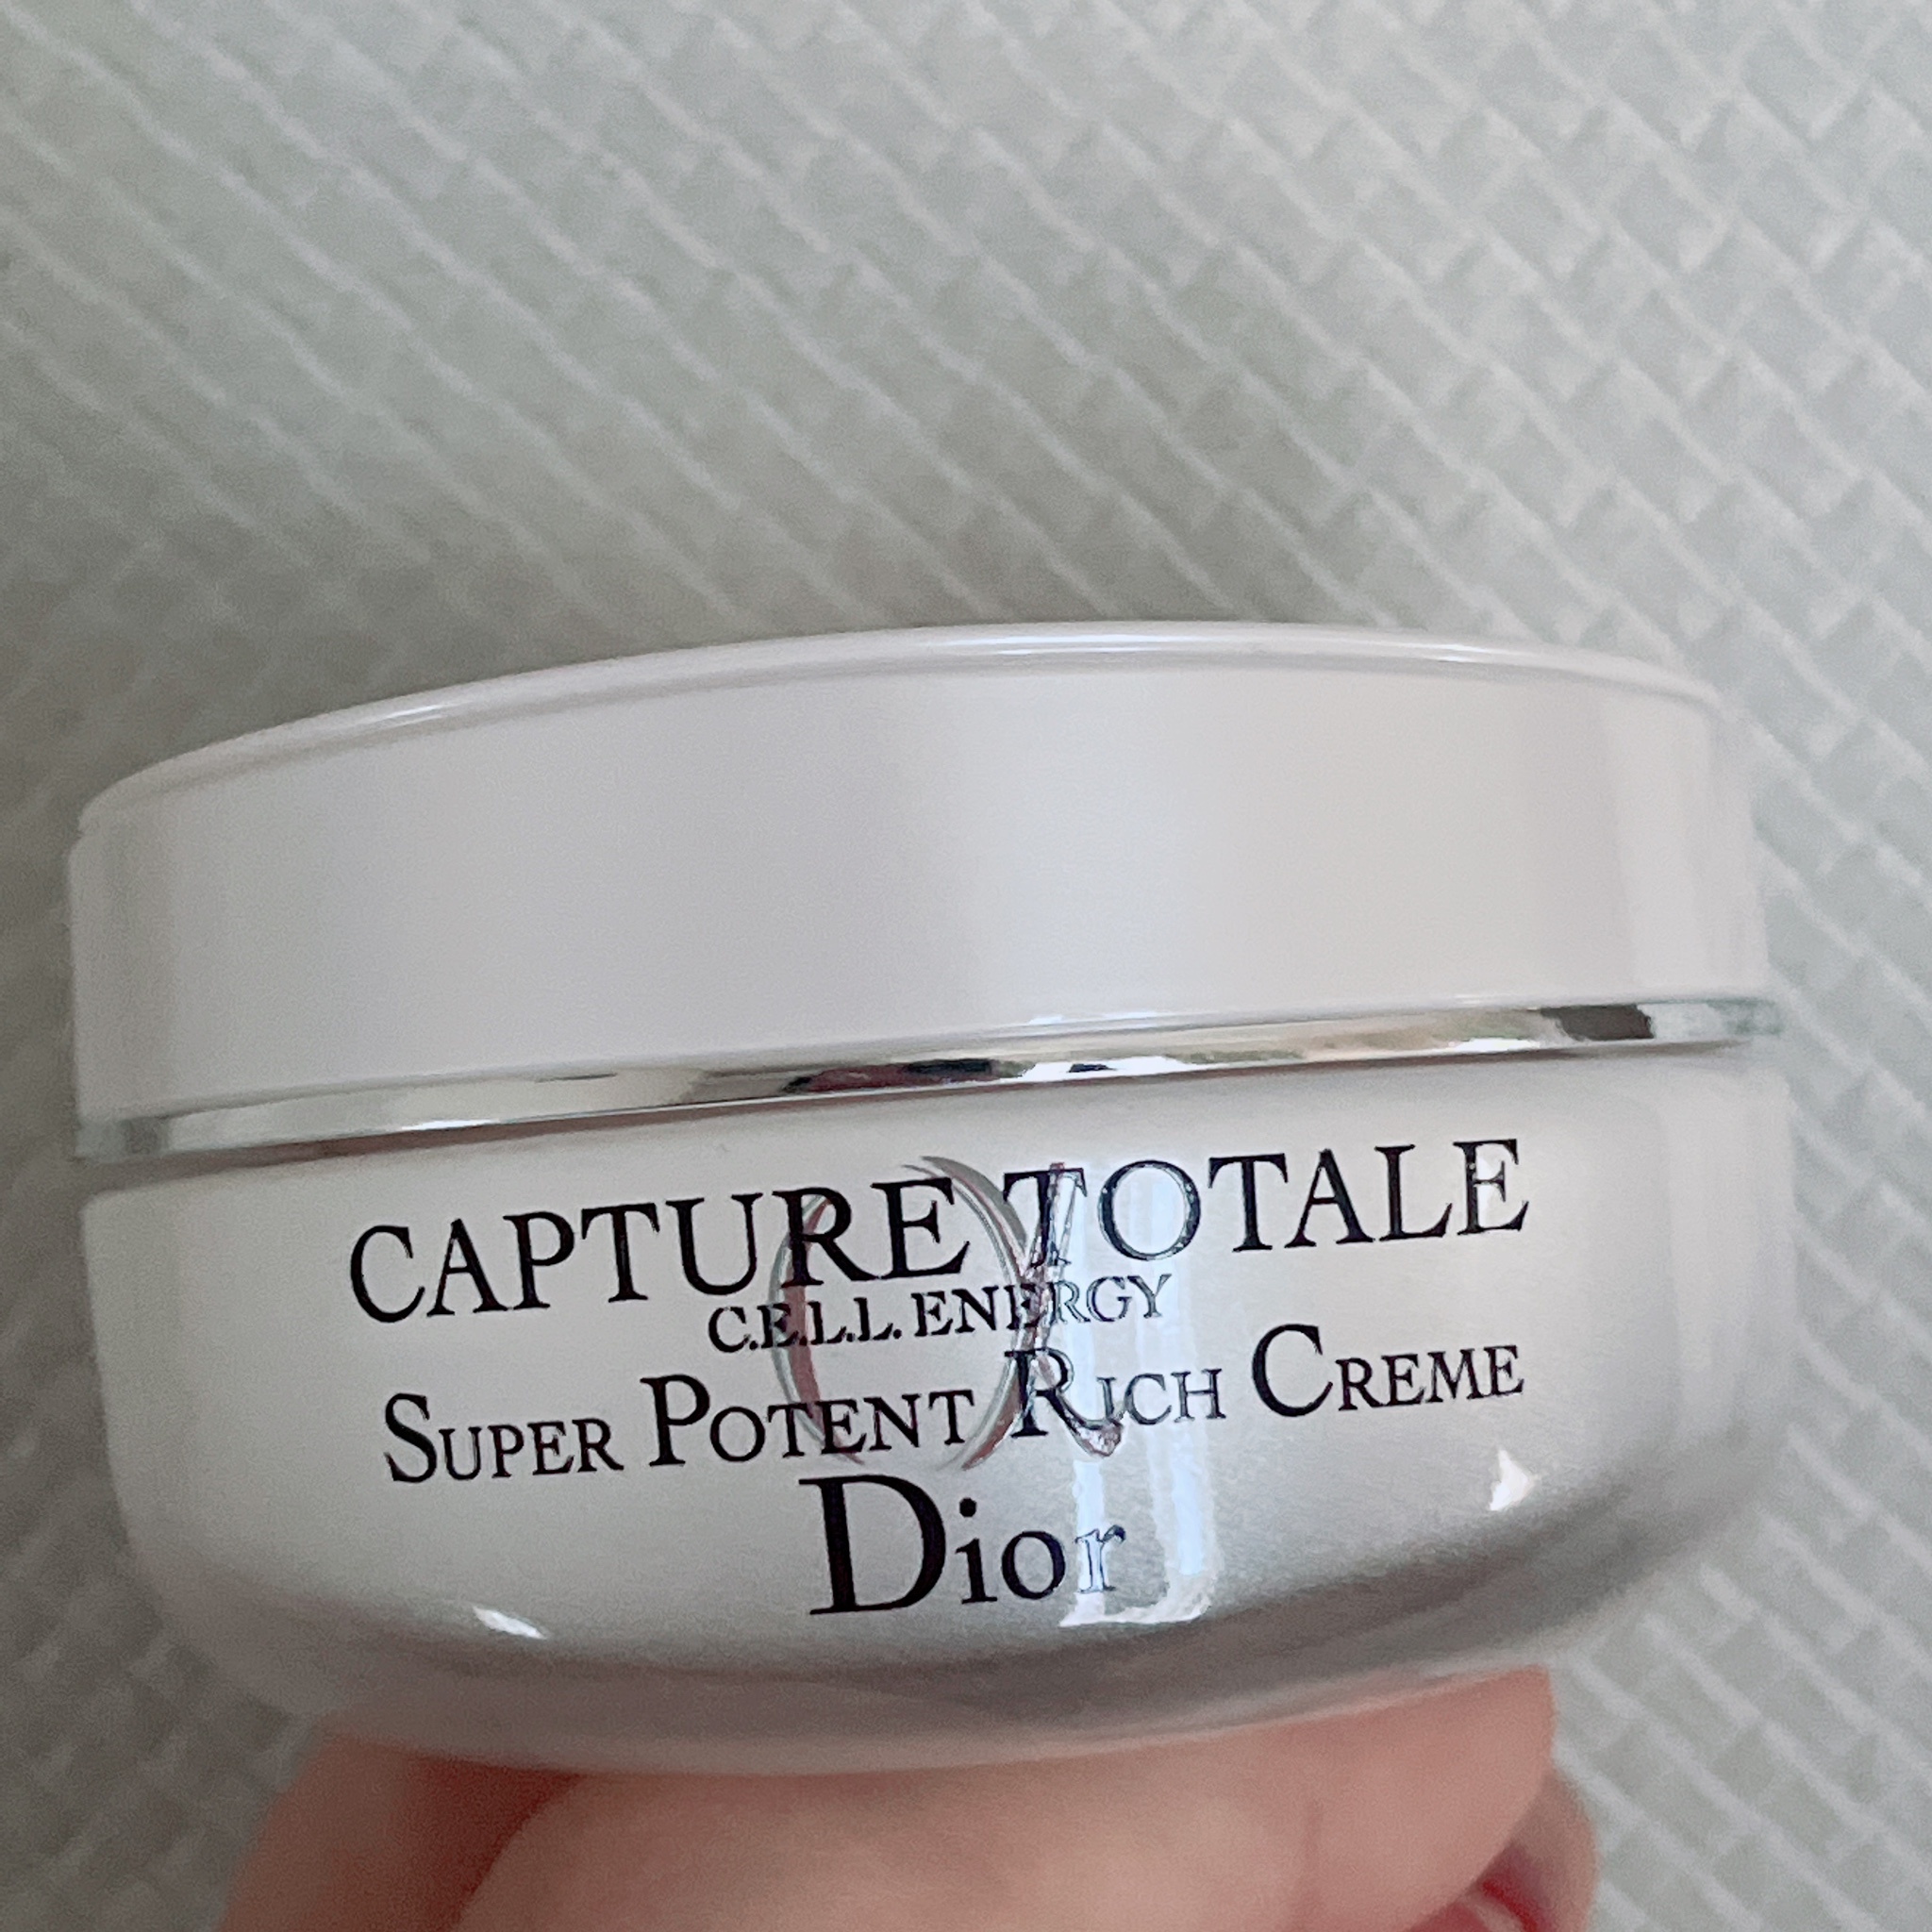 CAPTURE TOTALE
C.E.L.L. ENERGY
SUPER POTENT RICH CREME
Dior